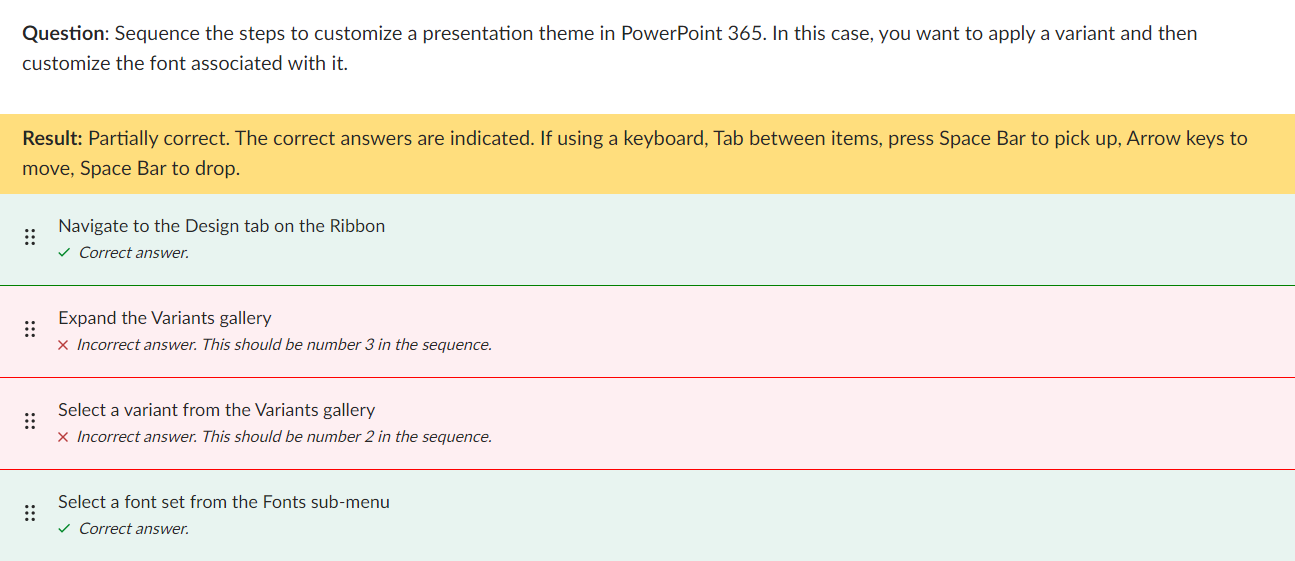 Question: Sequence the steps to customize a presentation theme in PowerPoint 365. In this case, you want to apply a variant and then
customize the font associated with it.
Result: Partially correct. The correct answers are indicated. If using a keyboard, Tab between items, press Space Bar to pick up, Arrow keys to
move, Space Bar to drop.
Navigate to the Design tab on the Ribbon
Correct answer.
Expand the Variants gallery
Incorrect answer. This should be number 3 in the sequence.
Select a variant from the Variants gallery
Incorrect answer. This should be number 2 in the sequence.
Select a font set from the Fonts sub-menu
Correct answer.